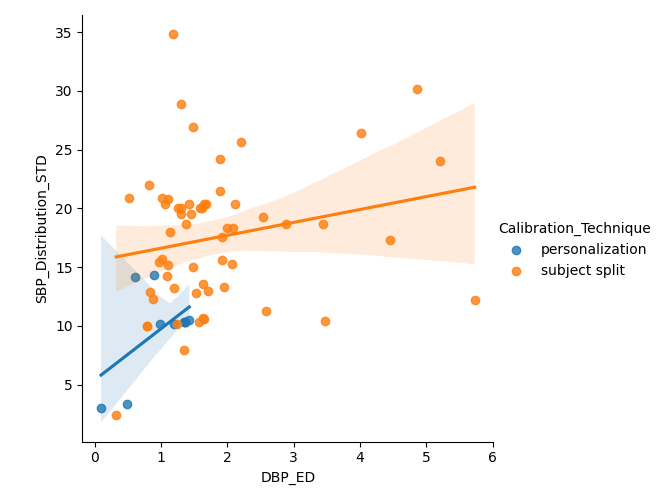 35
30
25
20
15
10
5
SBP_Distribution_STD
0
1
2
3
4
5
6
DBP_ED
Calibration_Technique
personalization
subject split